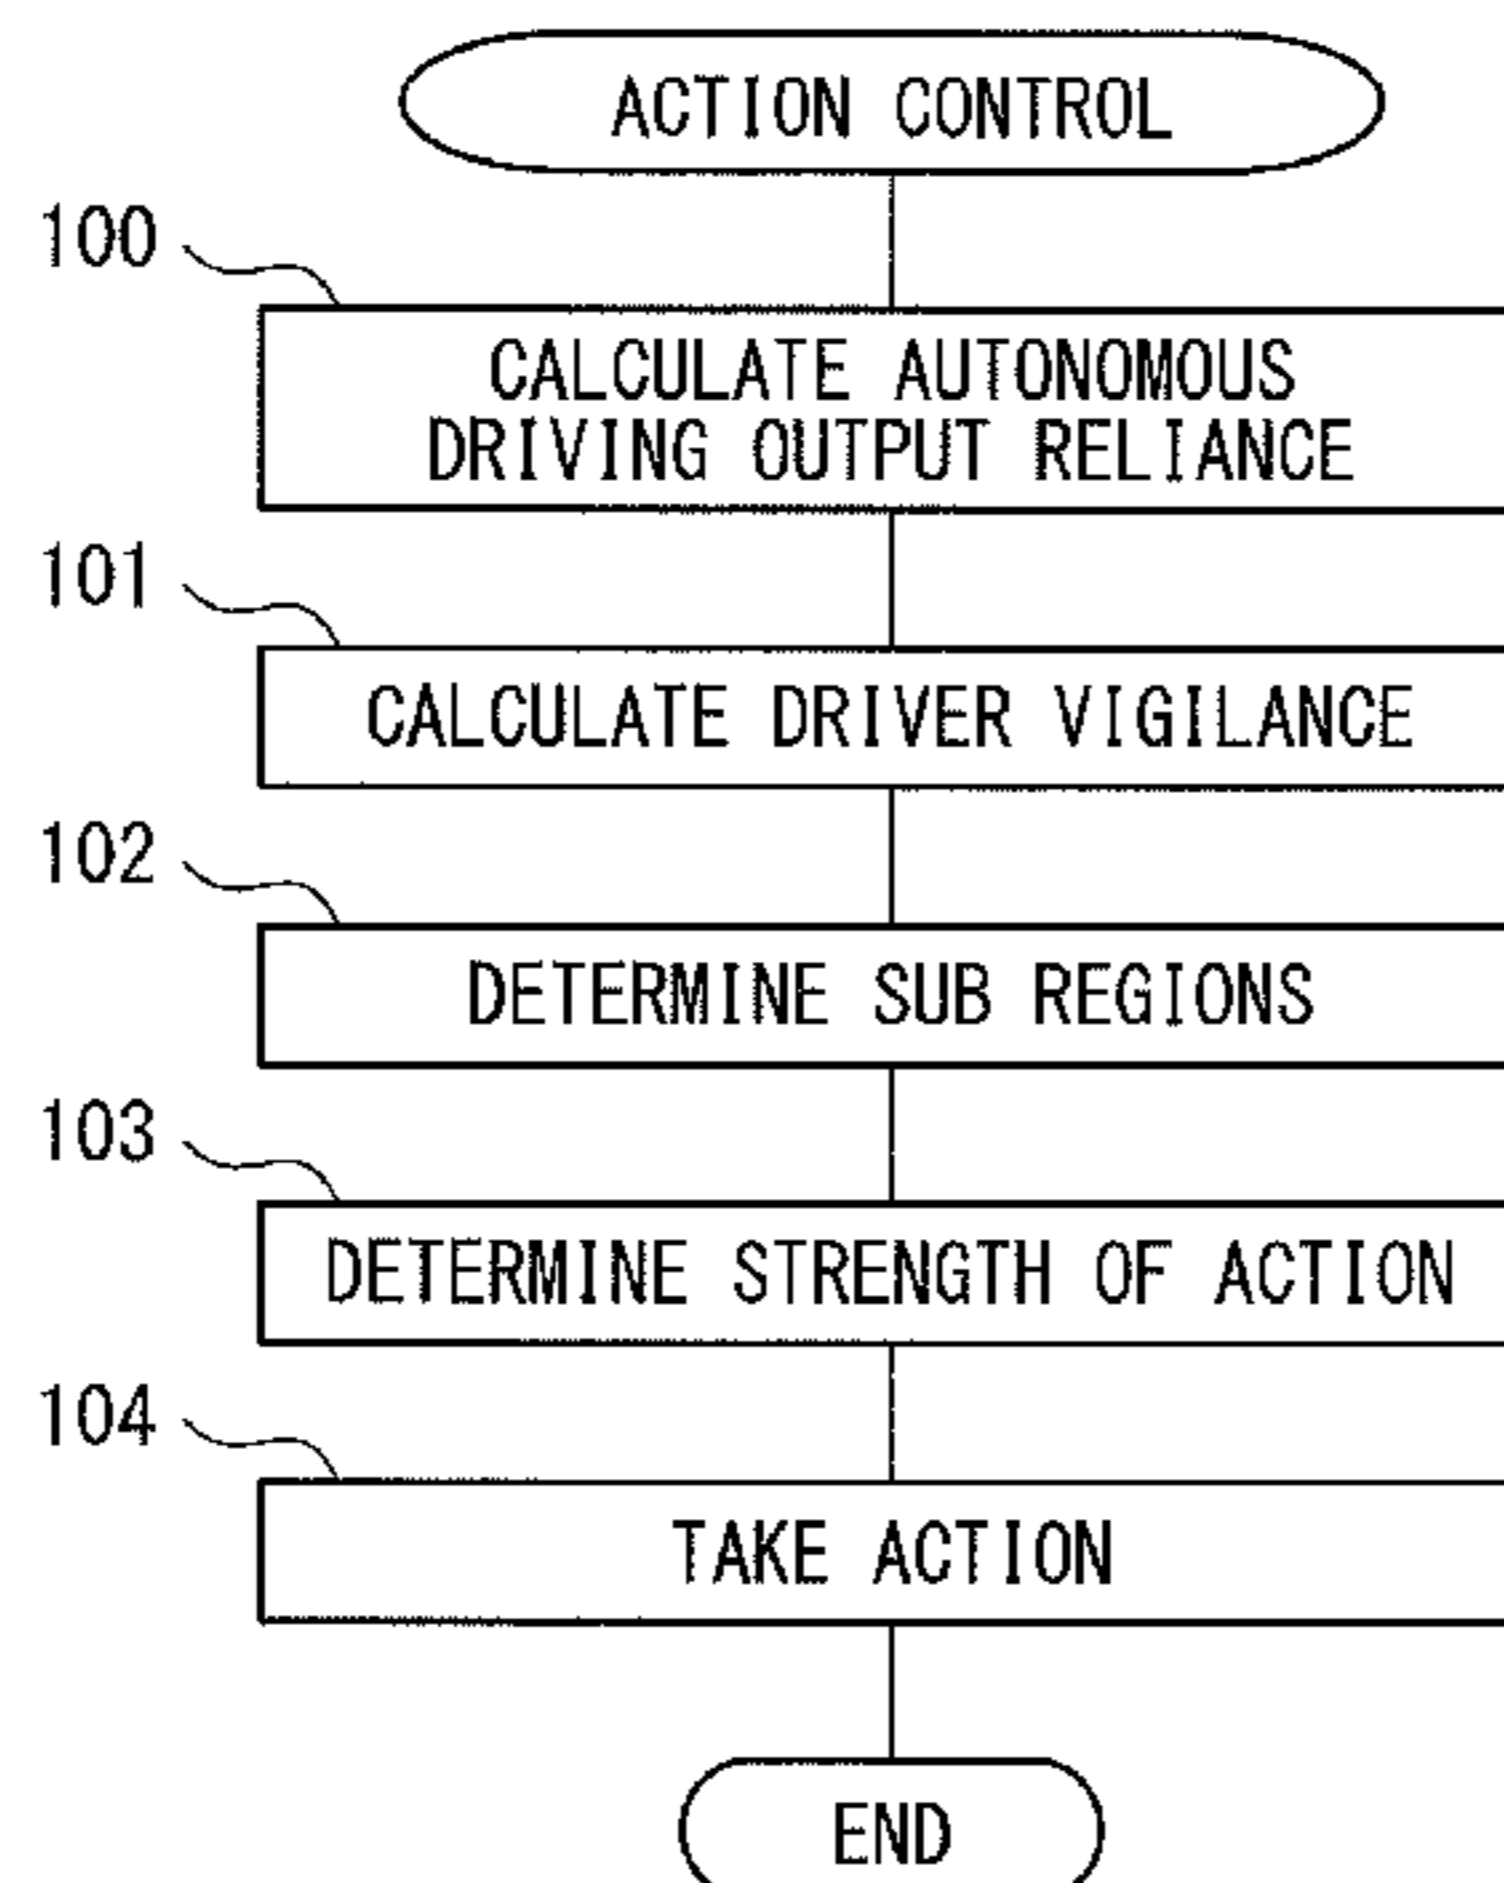 ACTION CONTROL
100
CALCULATE AUTONOMOUS
DRIVING OUTPUT RELIANCE
101
CALCULATE DRIVER VIGILANCE
102
DETERMINE SUB REGIONS
103
DETERMINE STRENGTH OF ACTION
104
TAKE ACTION
END